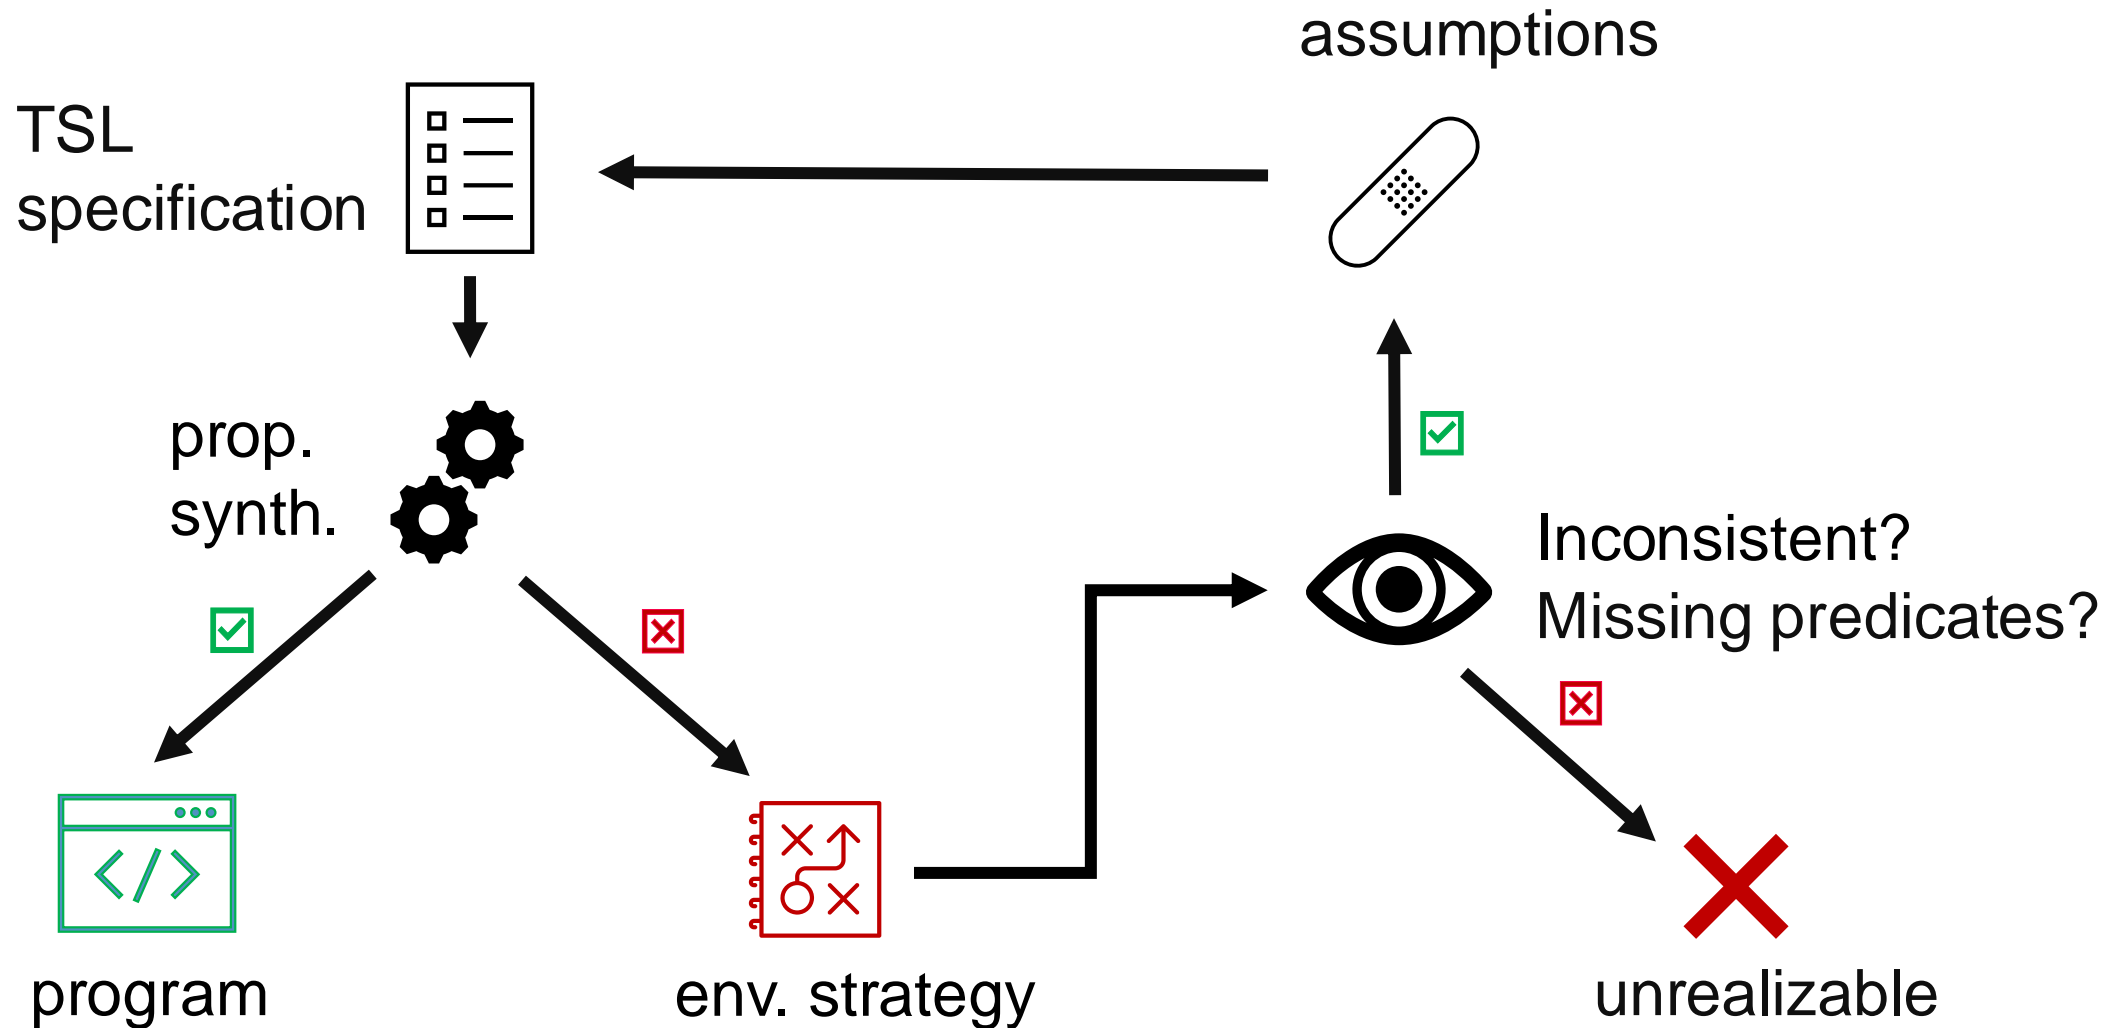 assumptions
TSL
specification
prop.
synth.
Inconsistent?
Missing predicates?
</>
program
env. strategy
unrealizable